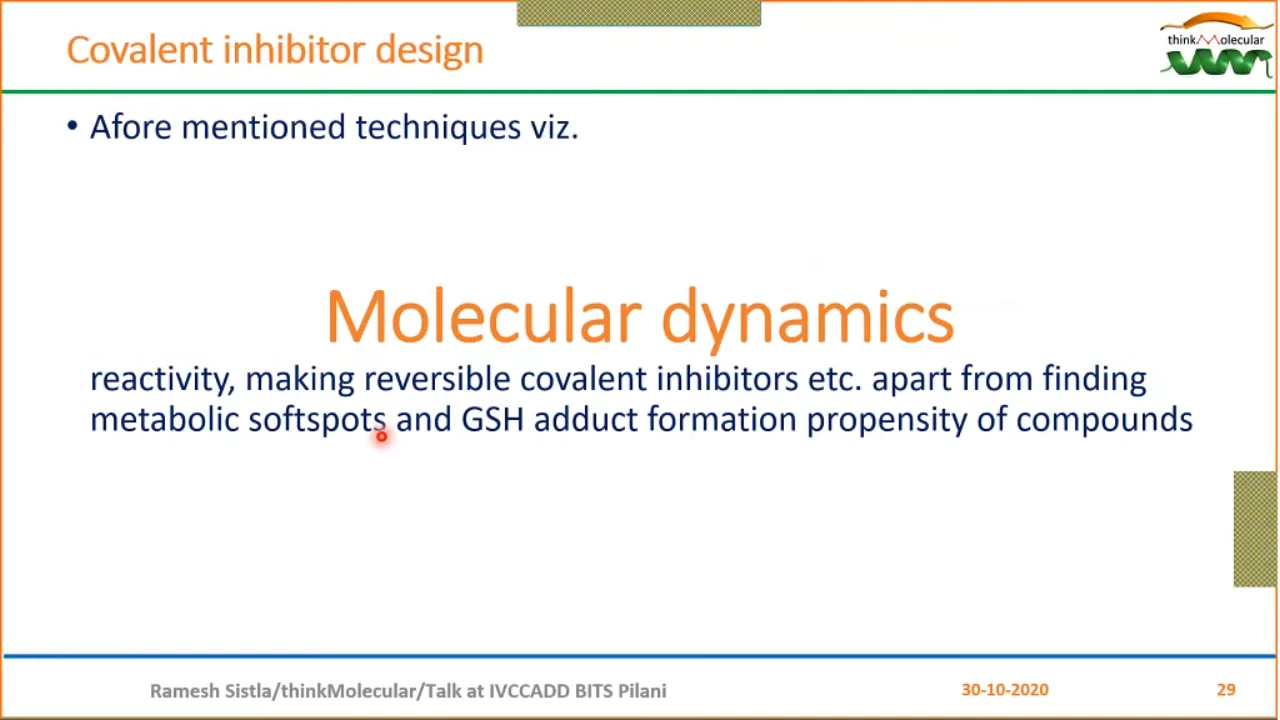 Covalent inhibitor design
thinkMolecular
• Afore mentioned techniques viz.
Molecular dynamics
reactivity, making reversible covalent inhibitors etc. apart from finding
metabolic softspots and GSH adduct formation propensity of compounds
Ramesh Sistla/thinkMolecular/Talk at IVCCADD BITS Pilani
30-10-2020
29